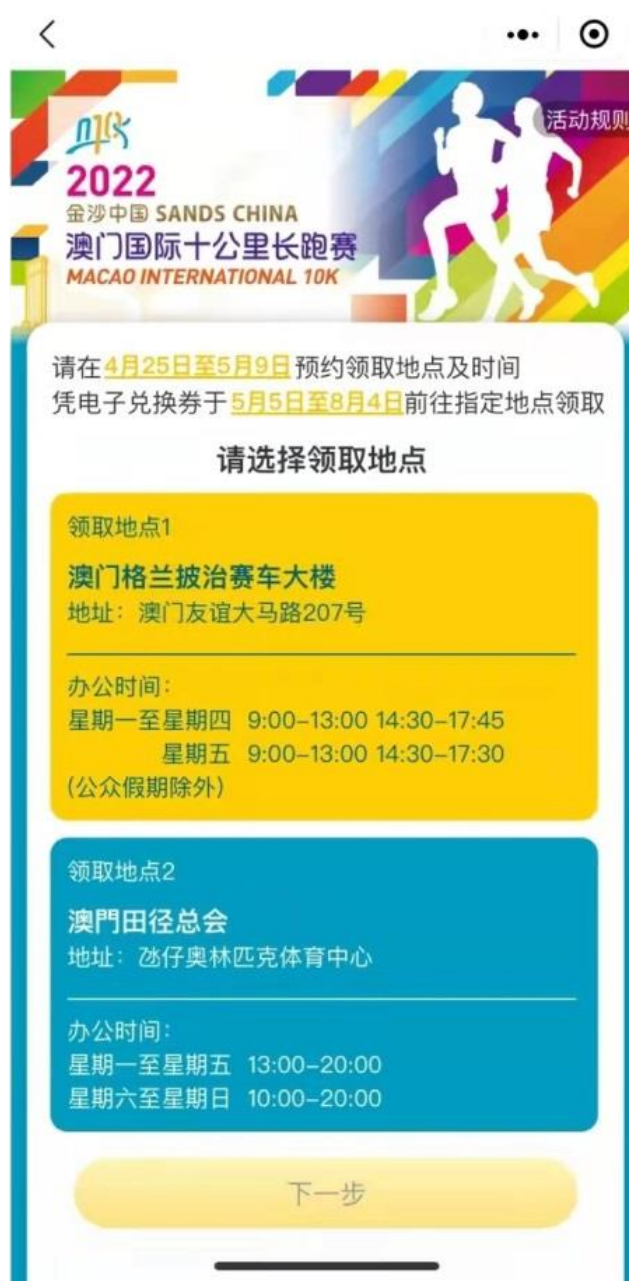 活动规则
2022
金沙中国 SANDS CHINA
澳门国际十公里长跑赛
MACAO INTERNATIONAL 10K
请在4月25日至5月9日预约领取地点及时间
凭电子兑换券于5月5日至8月4日前往指定地点领取
请选择领取地点
领取地点1
澳门格兰披治赛车大楼
地址：澳门友谊大马路207号
办公时间：
星期一至星期四 9:00–13:00 14:30–17:45
星期五 9:00–13:00 14:30–17:30
(公众假期除外)
领取地点2
澳門田径总会
地址：氹仔奥林匹克体育中心
办公时间：
星期一至星期五 13:00–20:00
星期六至星期日 10:00–20:00
下一步